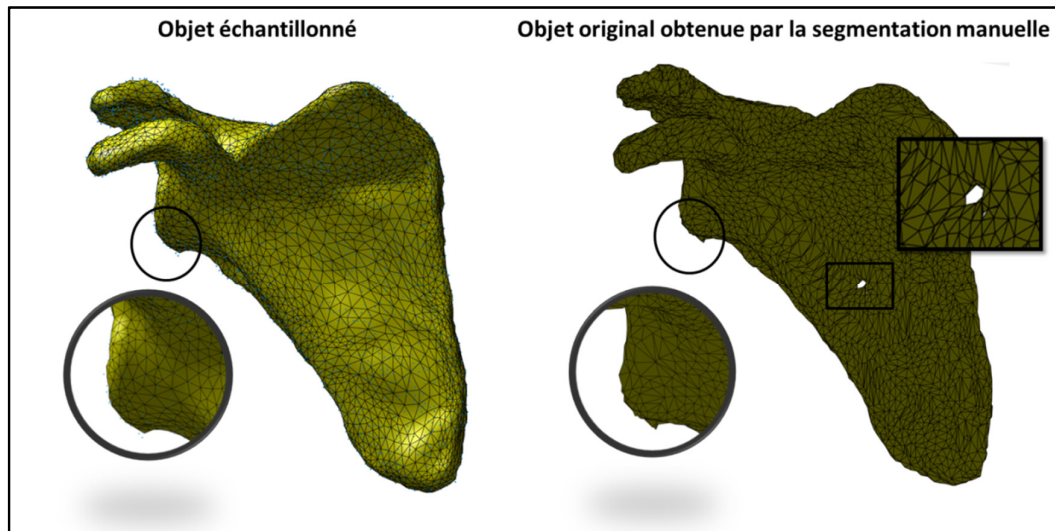 Objet échantillonné
Objet original obtenue par la segmentation manuelle